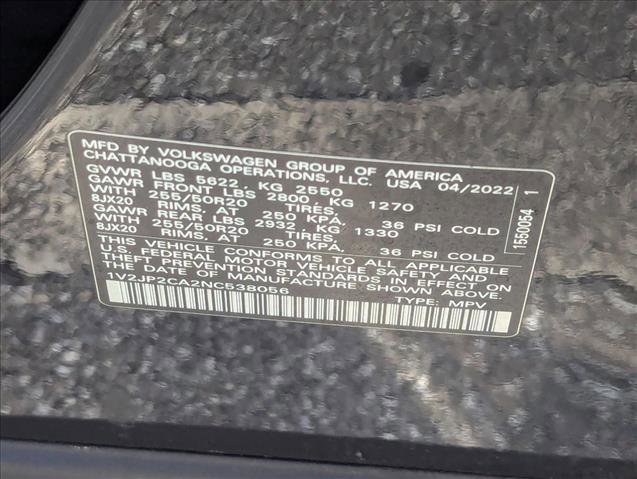 MFD BY VOLKSWAGEN GROUP OF AMERICA
CHATTANOOGA OPERATIONS, LLC. USA 04/2022
GVWR LBS 5622, KG 2550
GAWR FRONT LBS 2800, KG 1270
WITH 255/50R20 TIRES,
8JX20 RIMS, AT 250 KPA, 36 PSI COLD
GAWR REAR LBS 2932, KG 1330
WITH 255/50R20 TIRES,
8JX20 RIMS, AT 250 KPA, 36 PSI COLD
THIS VEHICLE CONFORMS TO ALL APPLICABLE
U.S. FEDERAL MOTOR VEHICLE SAFETY AND
THEFT PREVENTION STANDARDS IN EFFECT ON
THE DATE OF MANUFACTURE SHOWN ABOVE.
1V2JP2CA2NC538056 TYPE: MPV
1550054 1